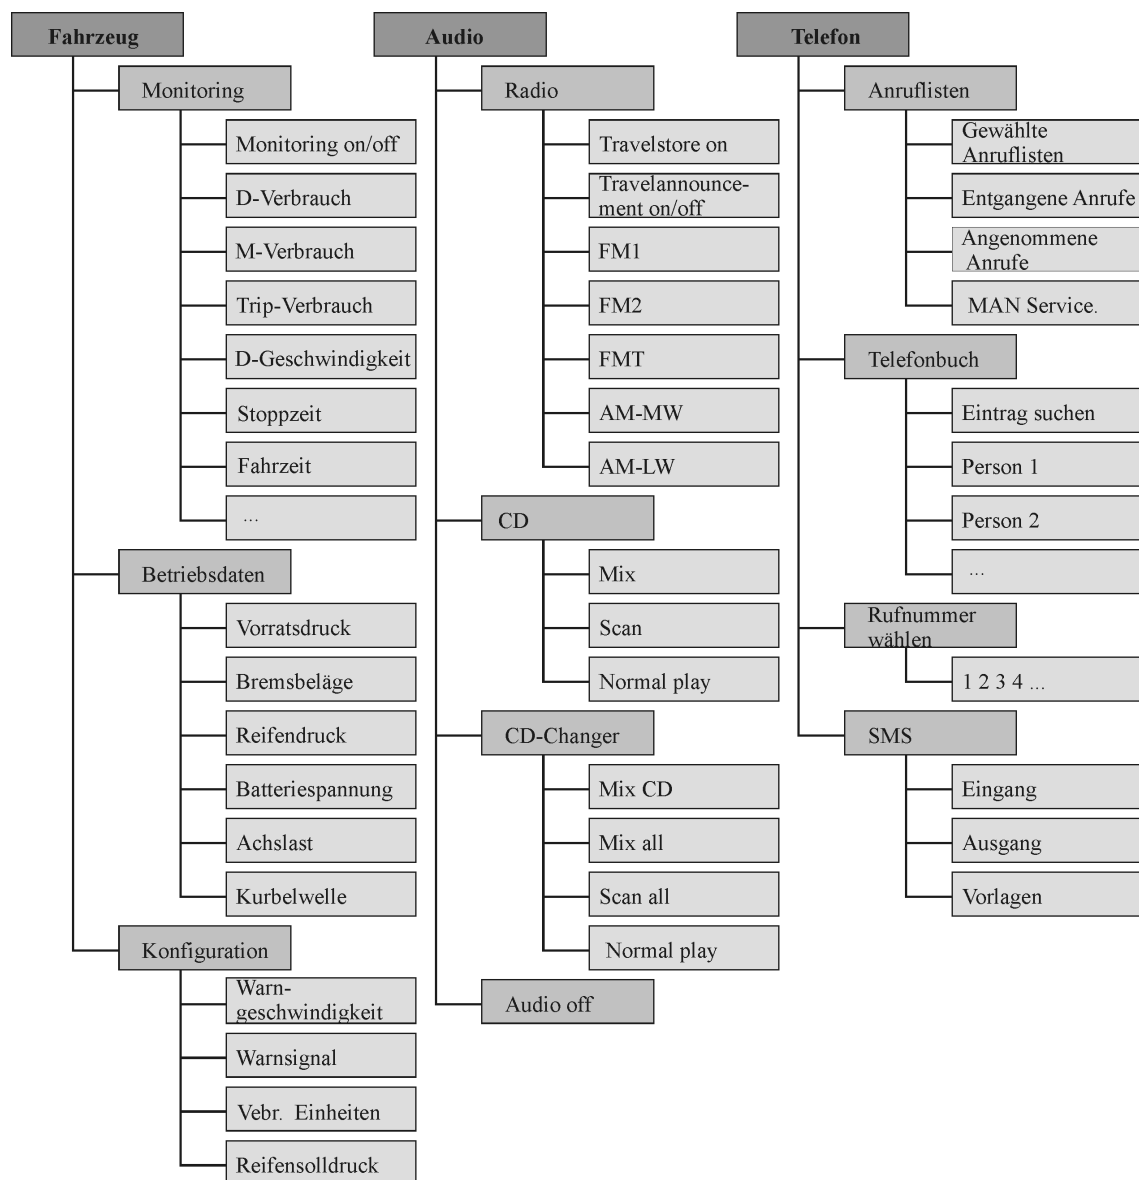 Fahrzeug
Monitoring
Monitoring on/off
D-Verbrauch
M-Verbrauch
Trip-Verbrauch
D-Geschwindigkeit
Stoppzeit
Fahrzeit
...
Betriebsdaten
Vorratsdruck
Bremsbeläge
Reifendruck
Batteriespannung
Achslast
Kurbelwelle
Konfiguration
Warn-
geschwindigkeit
Warnsignal
Vebr. Einheiten
Reifensolldruck
Audio
Radio
Travelstore on
Travelannounce-
ment on/off
FM1
FM2
FMT
AM-MW
AM-LW
CD
Mix
Scan
Normal play
CD-Changer
Mix CD
Mix all
Scan all
Normal play
Audio off
Telefon
Anruflisten
Gewählte
Anruflisten
Entgangene Anrufe
Angenommene
Anrufe
MAN Service.
Telefonbuch
Eintrag suchen
Person 1
Person 2
...
Rufnummer
wählen
1 2 3 4 ...
SMS
Eingang
Ausgang
Vorlagen